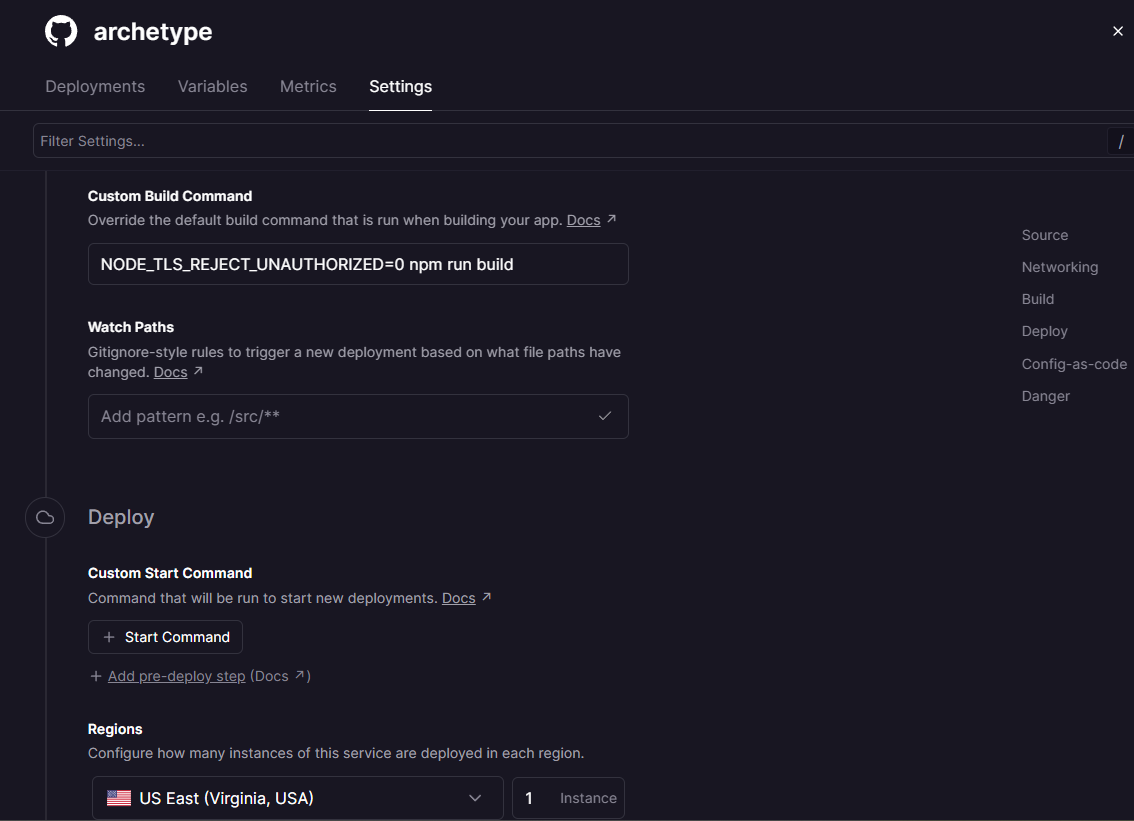 archetype
Deployments Variables Metrics Settings
Filter Settings...
/
Custom Build Command
Override the default build command that is run when building your app. Docs ↗
NODE_TLS_REJECT_UNAUTHORIZED=0 npm run build
Watch Paths
Gitignore-style rules to trigger a new deployment based on what file paths have
changed. Docs ↗
Add pattern e.g. /src/**
Deploy
Custom Start Command
Command that will be run to start new deployments. Docs ↗
+ Start Command
+ Add pre-deploy step (Docs ↗)
Regions
Configure how many instances of this service are deployed in each region.
US East (Virginia, USA)
1 Instance
Source
Networking
Build
Deploy
Config-as-code
Danger